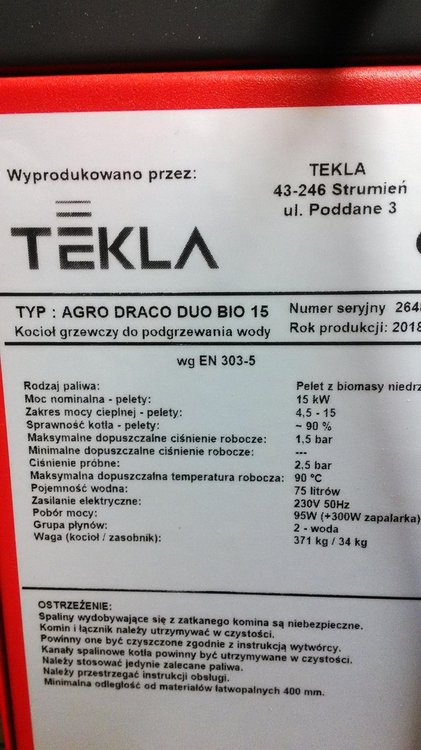 Wyprodukowano przez:
TEKLA
43-246 Strumień
ul. Poddane 3
TEKLA
TYP : AGRO DRACO DUO BIO 15
Kocioł grzewczy do podgrzewania wody
Numer seryjny 264
Rok produkcji: 2018
wg EN 303-5
Rodzaj paliwa: Pelet z biomasy
Moc nominalna - pelety: 15 kW
Zakres mocy cieplnej - pelety: 4,5 - 15
Sprawność kotła - pelety: ~ 90 %
Maksymalne dopuszczalne ciśnienie robocze: 1.5 bar
Minimalne dopuszczalne ciśnienie robocze: ---
Ciśnienie próbne: 2.5 bar
Maksymalna dopuszczalna temperatura robocza: 90 °C
Pojemność wodna: 75 litrów
Zasilanie elektryczne: 230V 50Hz
Pobór mocy: 95W (+300W zapalarka)
Grupa płynów: 2 - woda
Waga (kocioł / zasobnik): 371 kg / 34 kg
OSTRZEŻENIE:
Spaliny wydobywające się z zatkanego komina są niebezpieczne.
Komin i łącznik należy utrzymywać w czystości.
Powinny one być czyszczone zgodnie z instrukcją wytwórcy.
Kanały spalinowe kotła powinny być utrzymywane w czystości.
Należy stosować jedynie zalecane paliwa.
Należy przestrzegać instrukcji obsługi.
Minimalna odległość od materiałów łatwopalnych 400 mm.